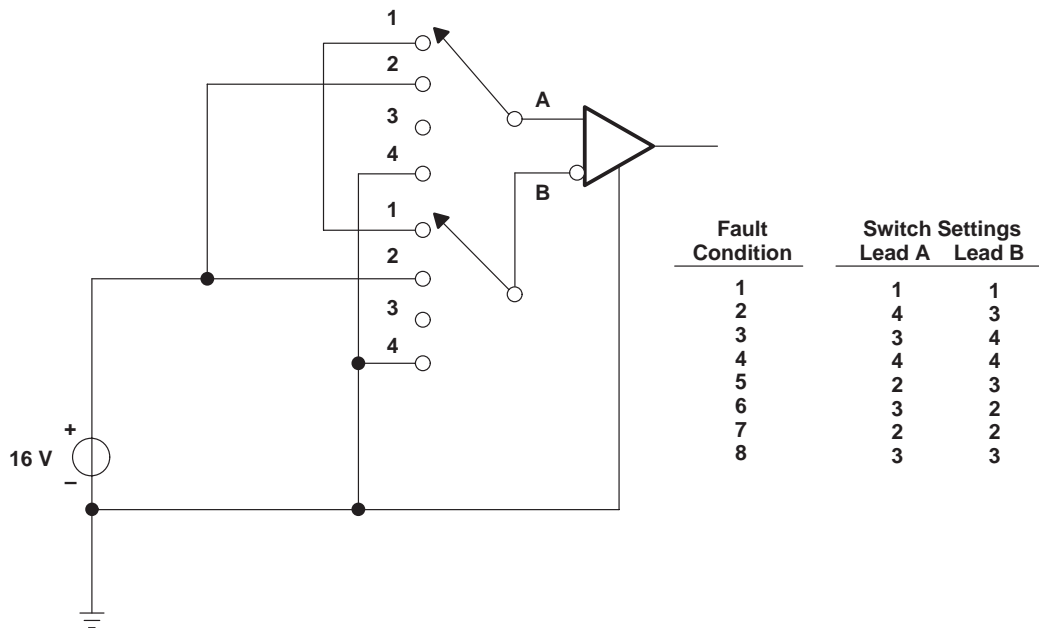 1
2
3
4
A
B
1
2
3
4
+
16 V
−
Fault Condition
Switch Settings
Lead A Lead B
1 1 1
2 4 3
3 3 4
4 4 4
5 2 3
6 3 2
7 2 2
8 3 3